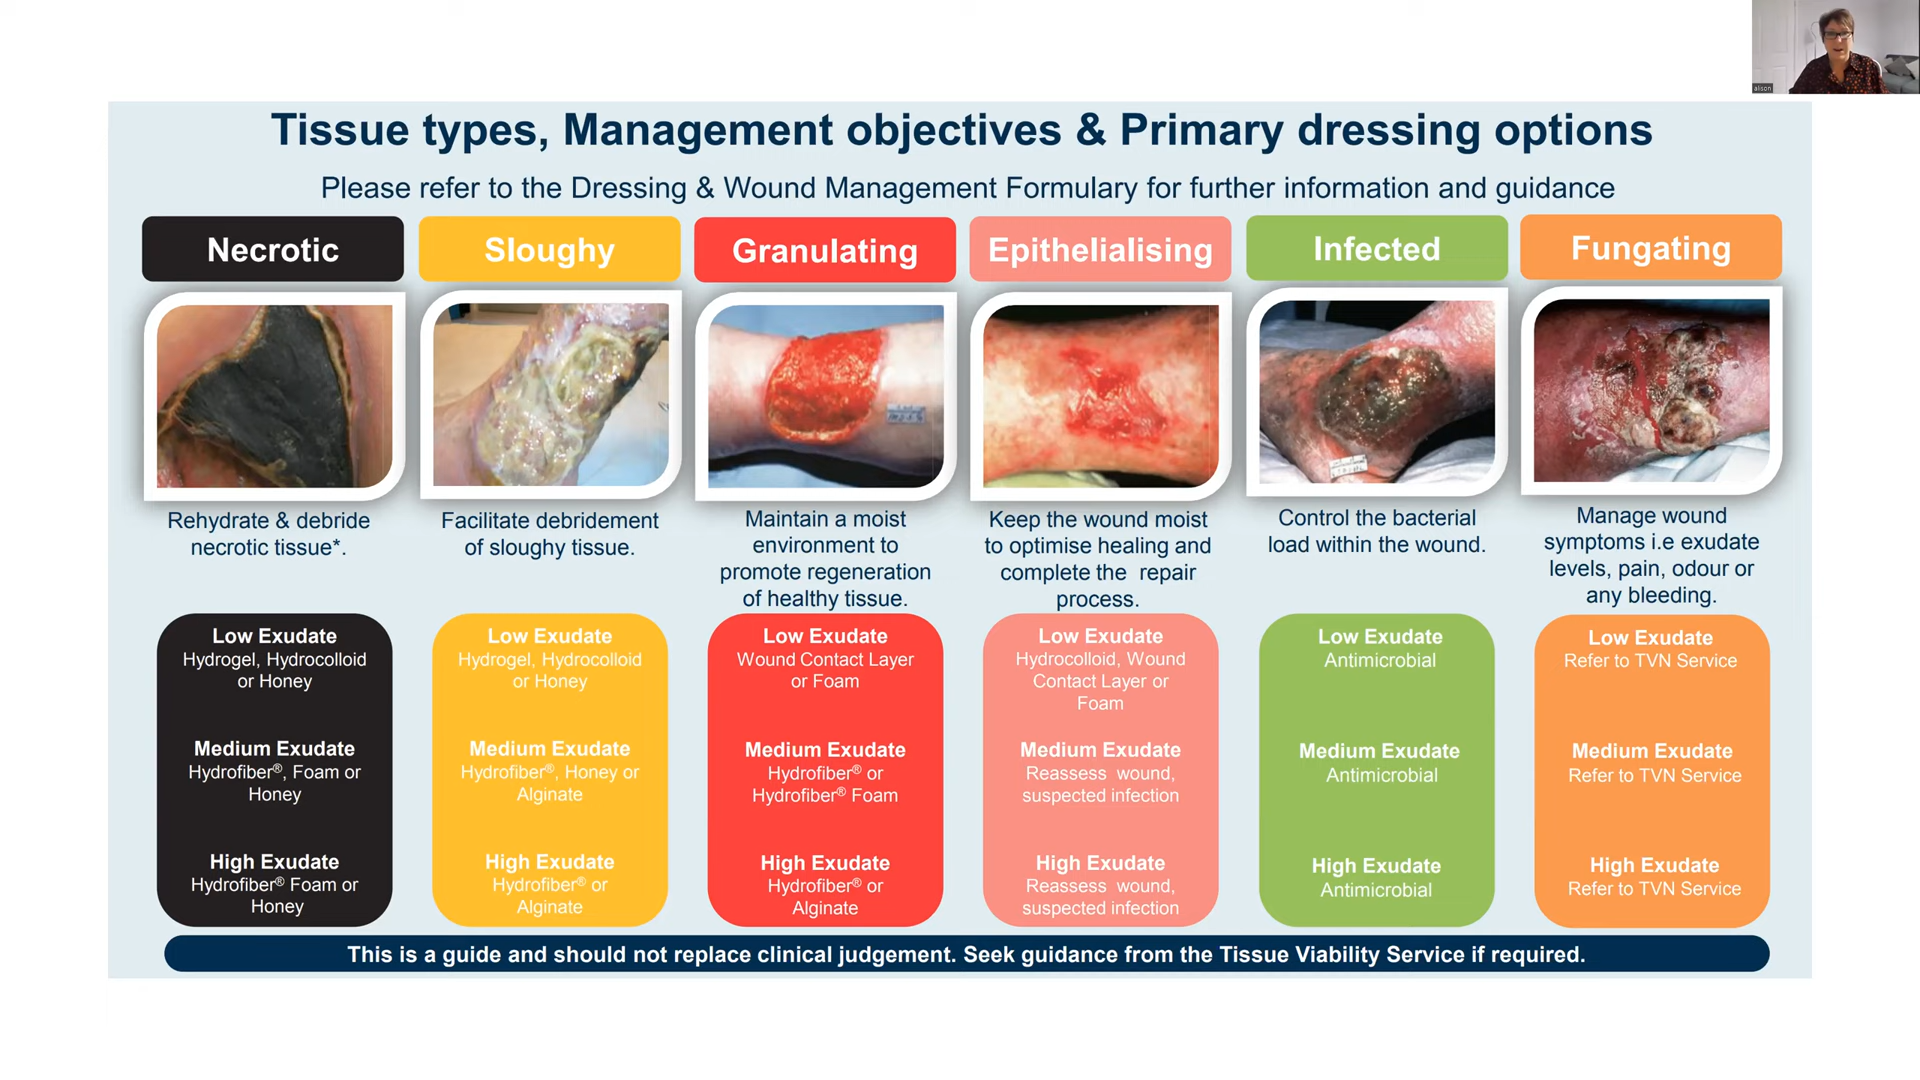 alison
Tissue types, Management objectives & Primary dressing options
Please refer to the Dressing & Wound Management Formulary for further information and guidance
Necrotic
Rehydrate & debride
necrotic tissue*.
Low Exudate
Hydrogel, Hydrocolloid
or Honey
Medium Exudate
Hydrofiber®, Foam or
Honey
High Exudate
Hydrofiber® Foam or
Honey
Sloughy
Facilitate debridement
of sloughy tissue.
Low Exudate
Hydrogel, Hydrocolloid
or Honey
Medium Exudate
Hydrofiber®, Honey or
Alginate
High Exudate
Hydrofiber® or
Alginate
Granulating
Maintain a moist
environment to
promote regeneration
of healthy tissue.
Low Exudate
Wound Contact Layer
or Foam
Medium Exudate
Hydrofiber® or
Hydrofiber® Foam
High Exudate
Hydrofiber® or
Alginate
Epithelialising
Keep the wound moist
to optimise healing and
complete the repair
process.
Low Exudate
Hydrocolloid, Wound
Contact Layer or
Foam
Medium Exudate
Reassess wound,
suspected infection
High Exudate
Reassess wound,
suspected infection
Infected
Control the bacterial
load within the wound.
Low Exudate
Antimicrobial
Medium Exudate
Antimicrobial
High Exudate
Antimicrobial
Fungating
Manage wound
symptoms i.e exudate
levels, pain, odour or
any bleeding.
Low Exudate
Refer to TVN Service
Medium Exudate
Refer to TVN Service
High Exudate
Refer to TVN Service
This is a guide and should not replace clinical judgement. Seek guidance from the Tissue Viability Service if required.